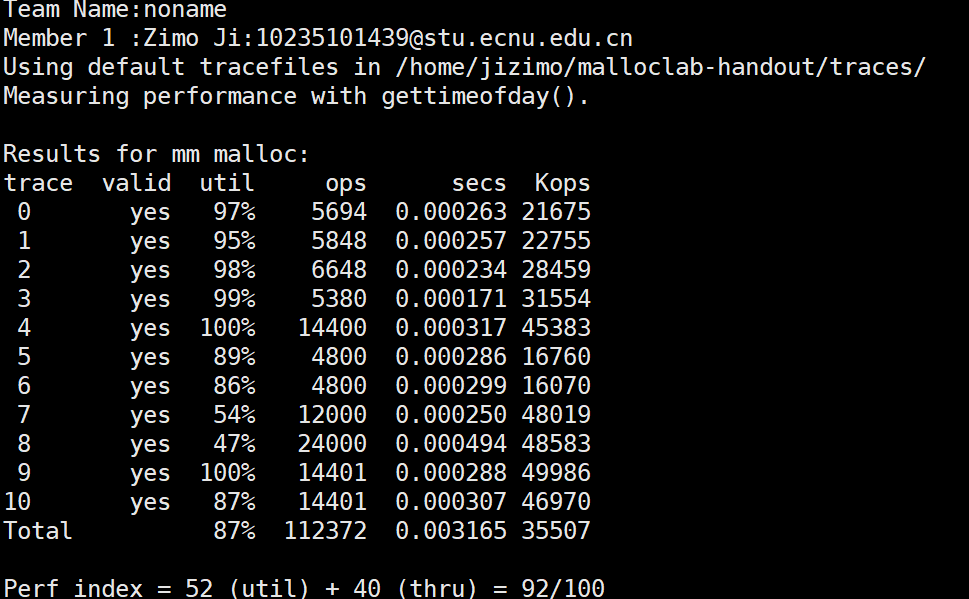 Team Name:noname
Member 1 :Zimo Ji:10235101439@stu.ecnu.edu.cn
Using default tracefiles in /home/jizimo/malloclab-handout/traces/
Measuring performance with gettimeofday().
Results for mm malloc:
trace  valid  util     ops      secs  Kops
 0       yes   97%    5694  0.000263 21675
 1       yes   95%    5848  0.000257 22755
 2       yes   98%    6648  0.000234 28459
 3       yes   99%    5380  0.000171 31554
 4       yes  100%   14400  0.000317 45383
 5       yes   89%    4800  0.000286 16760
 6       yes   86%    4800  0.000299 16070
 7       yes   54%   12000  0.000250 48019
 8       yes   47%   24000  0.000494 48583
 9       yes  100%   14401  0.000288 49986
10       yes   87%   14401  0.000307 46970
Total          87%  112372  0.003165 35507
Perf index = 52 (util) + 40 (thru) = 92/100